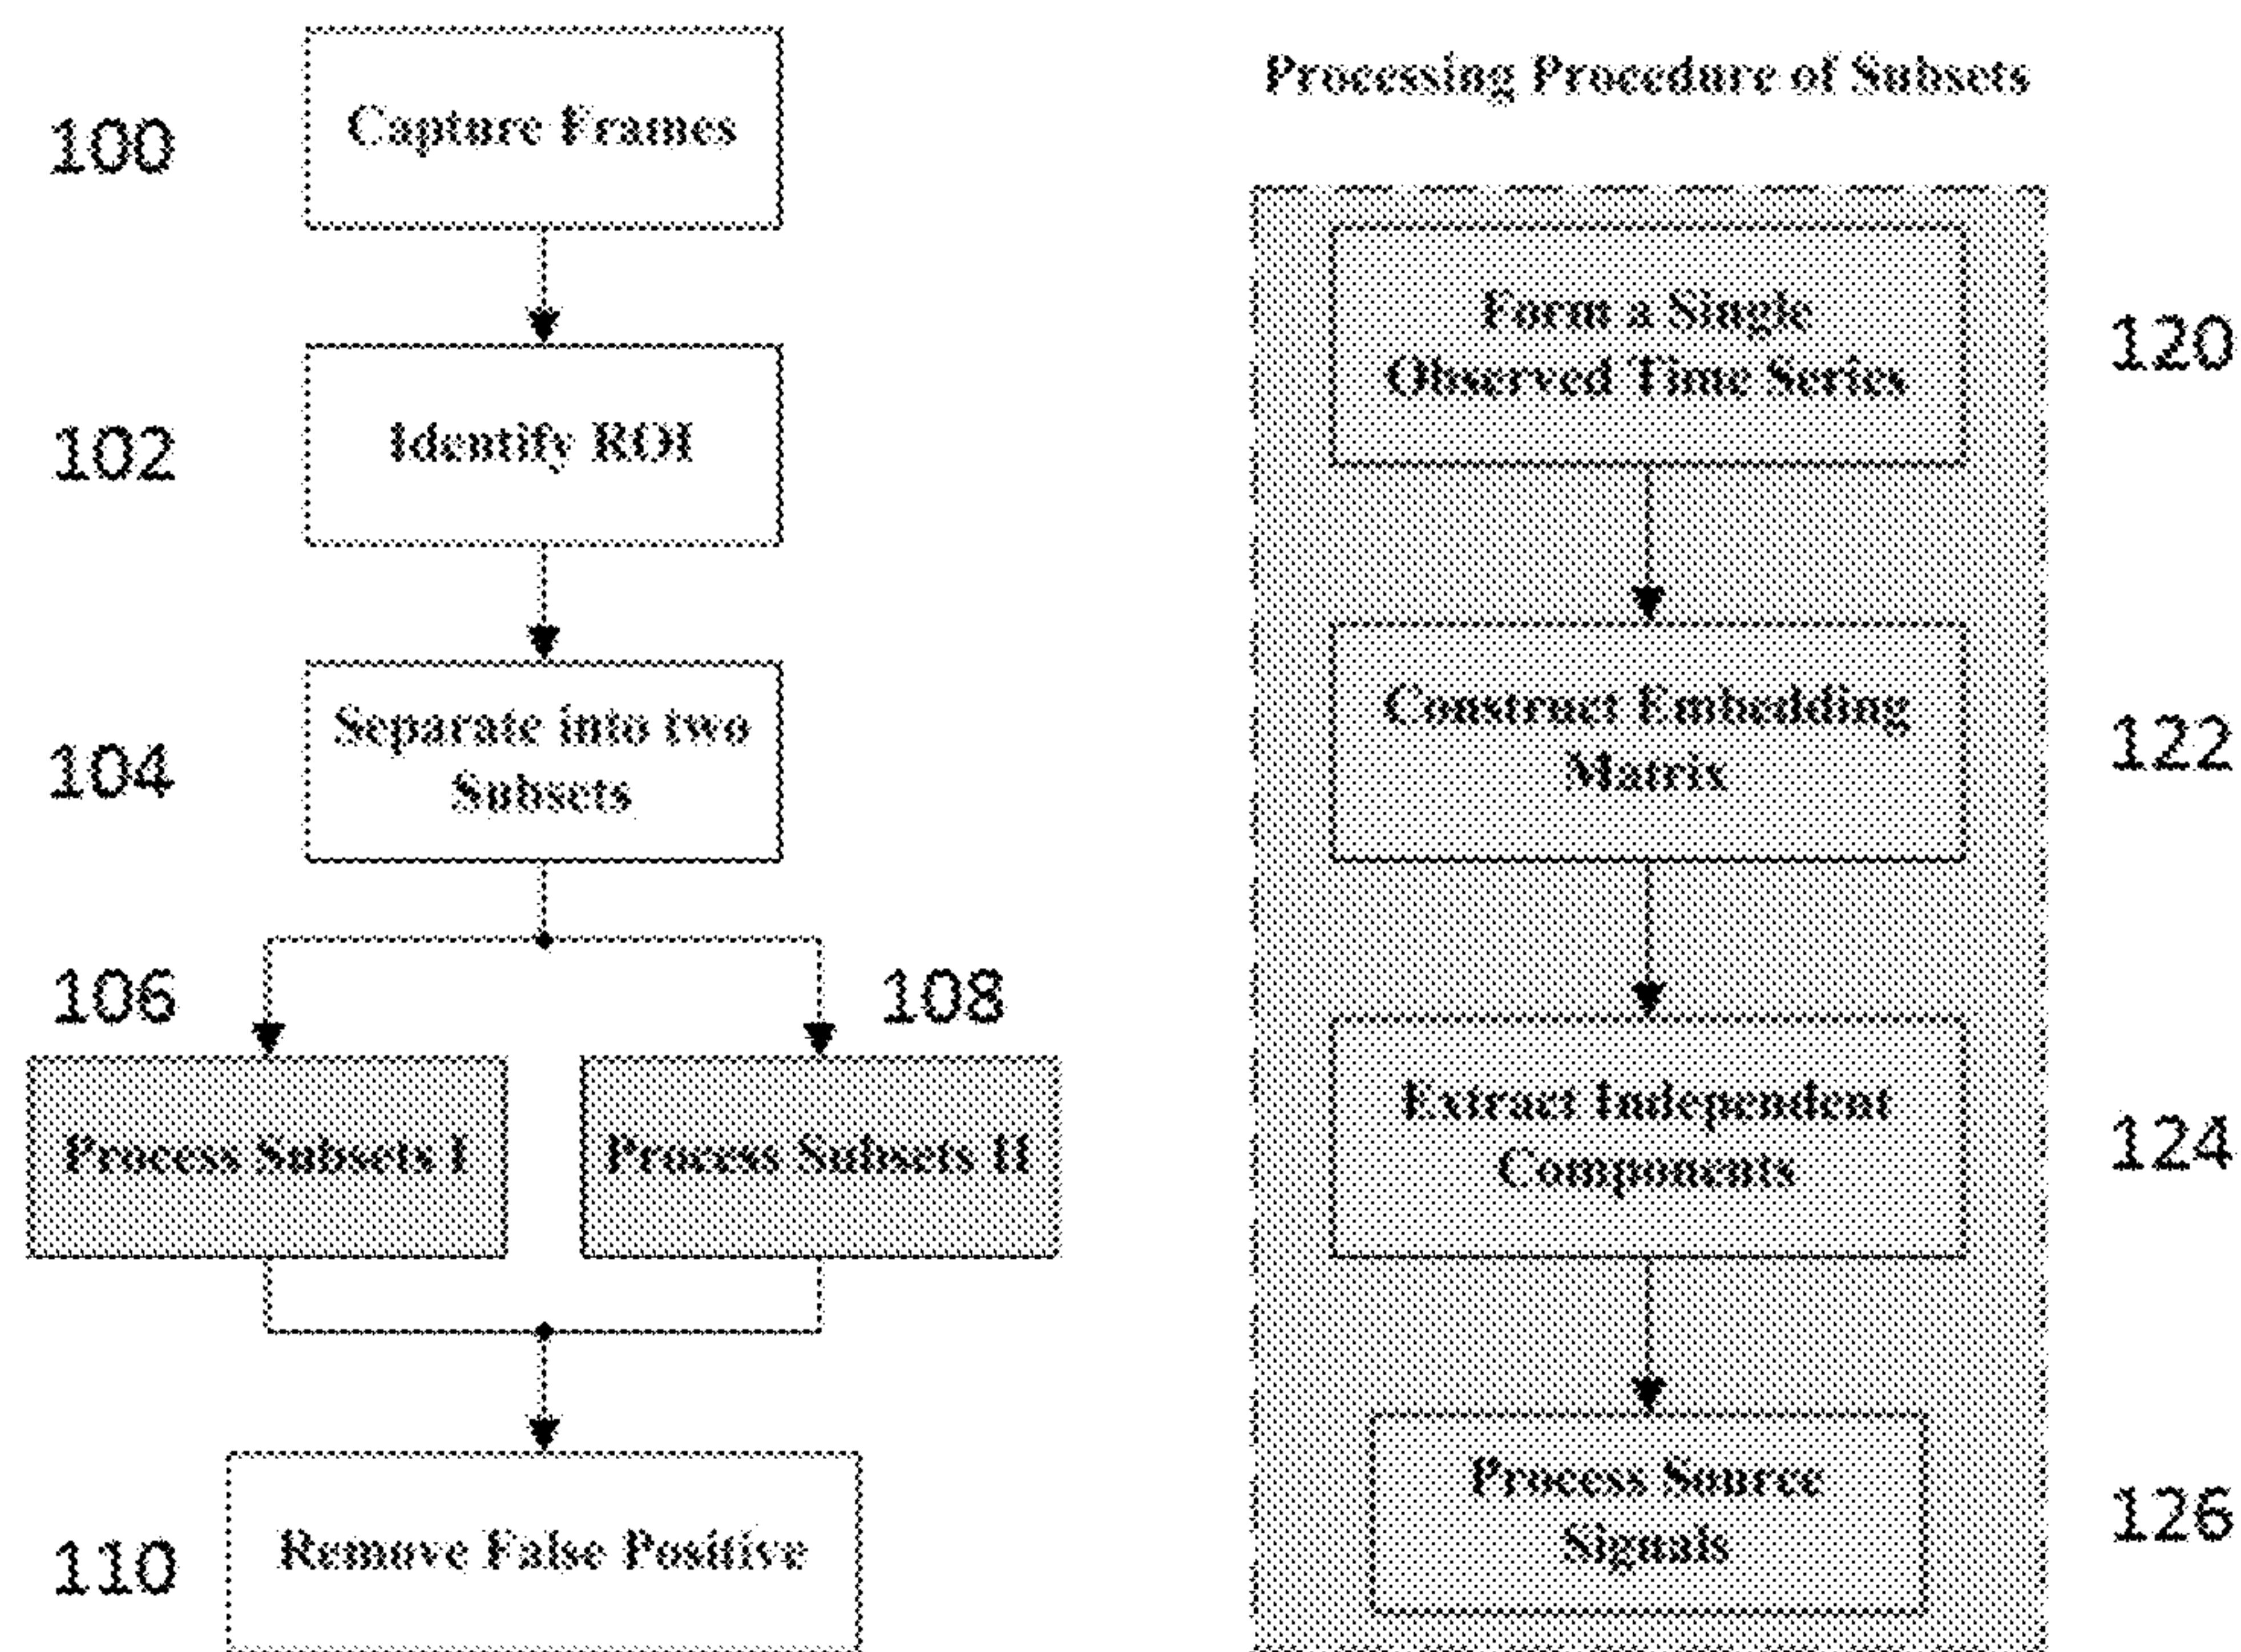 100
Capture Frames
102
Identify ROI
104
Separate into two
Subsets
106
108
Process Subsets I
Process Subsets II
110
Remove False Positive
Processing Procedure of Subsets
Form a Single
Observed Time Series
120
Construct Embedding
Matrix
122
Extract Independent
Components
124
Process Source
Signals
126